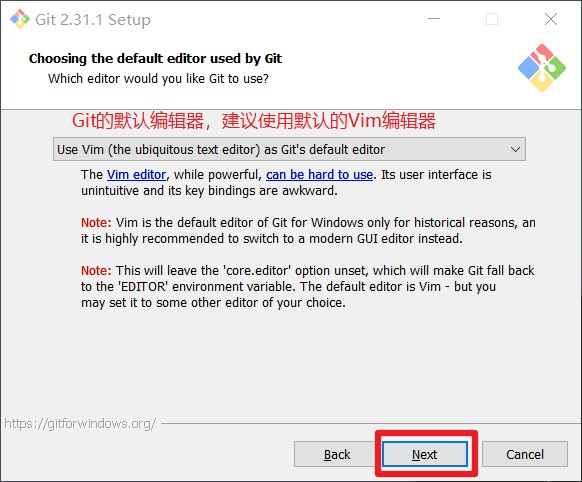 Git 2.31.1 Setup
Choosing the default editor used by Git
Which editor would you like Git to use?
Git的默认编辑器，建议使用默认的Vim编辑器
Use Vim (the ubiquitous text editor) as Git's default editor
The Vim editor, while powerful, can be hard to use. Its user interface is
unintuitive and its key bindings are awkward.
Note: Vim is the default editor of Git for Windows only for historical reasons, an
it is highly recommended to switch to a modern GUI editor instead.
Note: This will leave the 'core.editor' option unset, which will make Git fall back
to the 'EDITOR' environment variable. The default editor is Vim - but you
may set it to some other editor of your choice.
https://gitforwindows.org/
Back Next Cancel